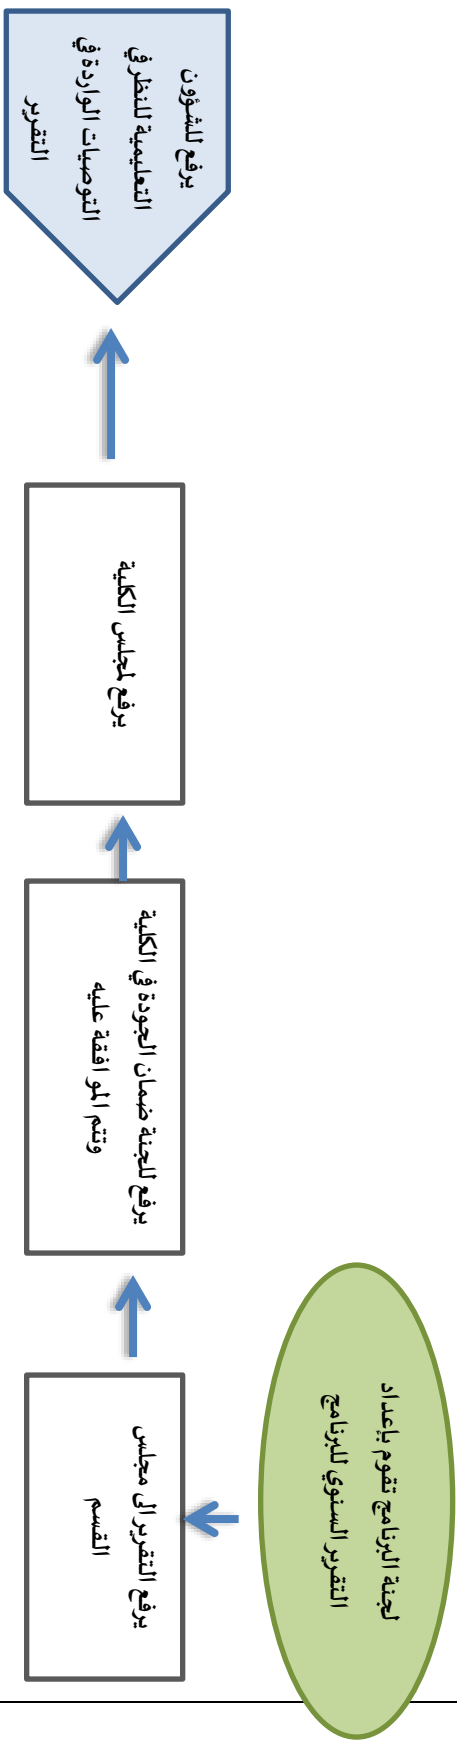 لجنة البرنامج تقوم بإعداد
التقرير السنوي للبرنامج
يرفع التقرير الى مجلس
القسم
يرفع للجنة ضمان الجودة في الكلية
وتتم الموافقة عليه
يرفع لمجلس الكلية
يرفع للشؤون
التعليمية للنظر في
التوصيات الواردة في
التقرير